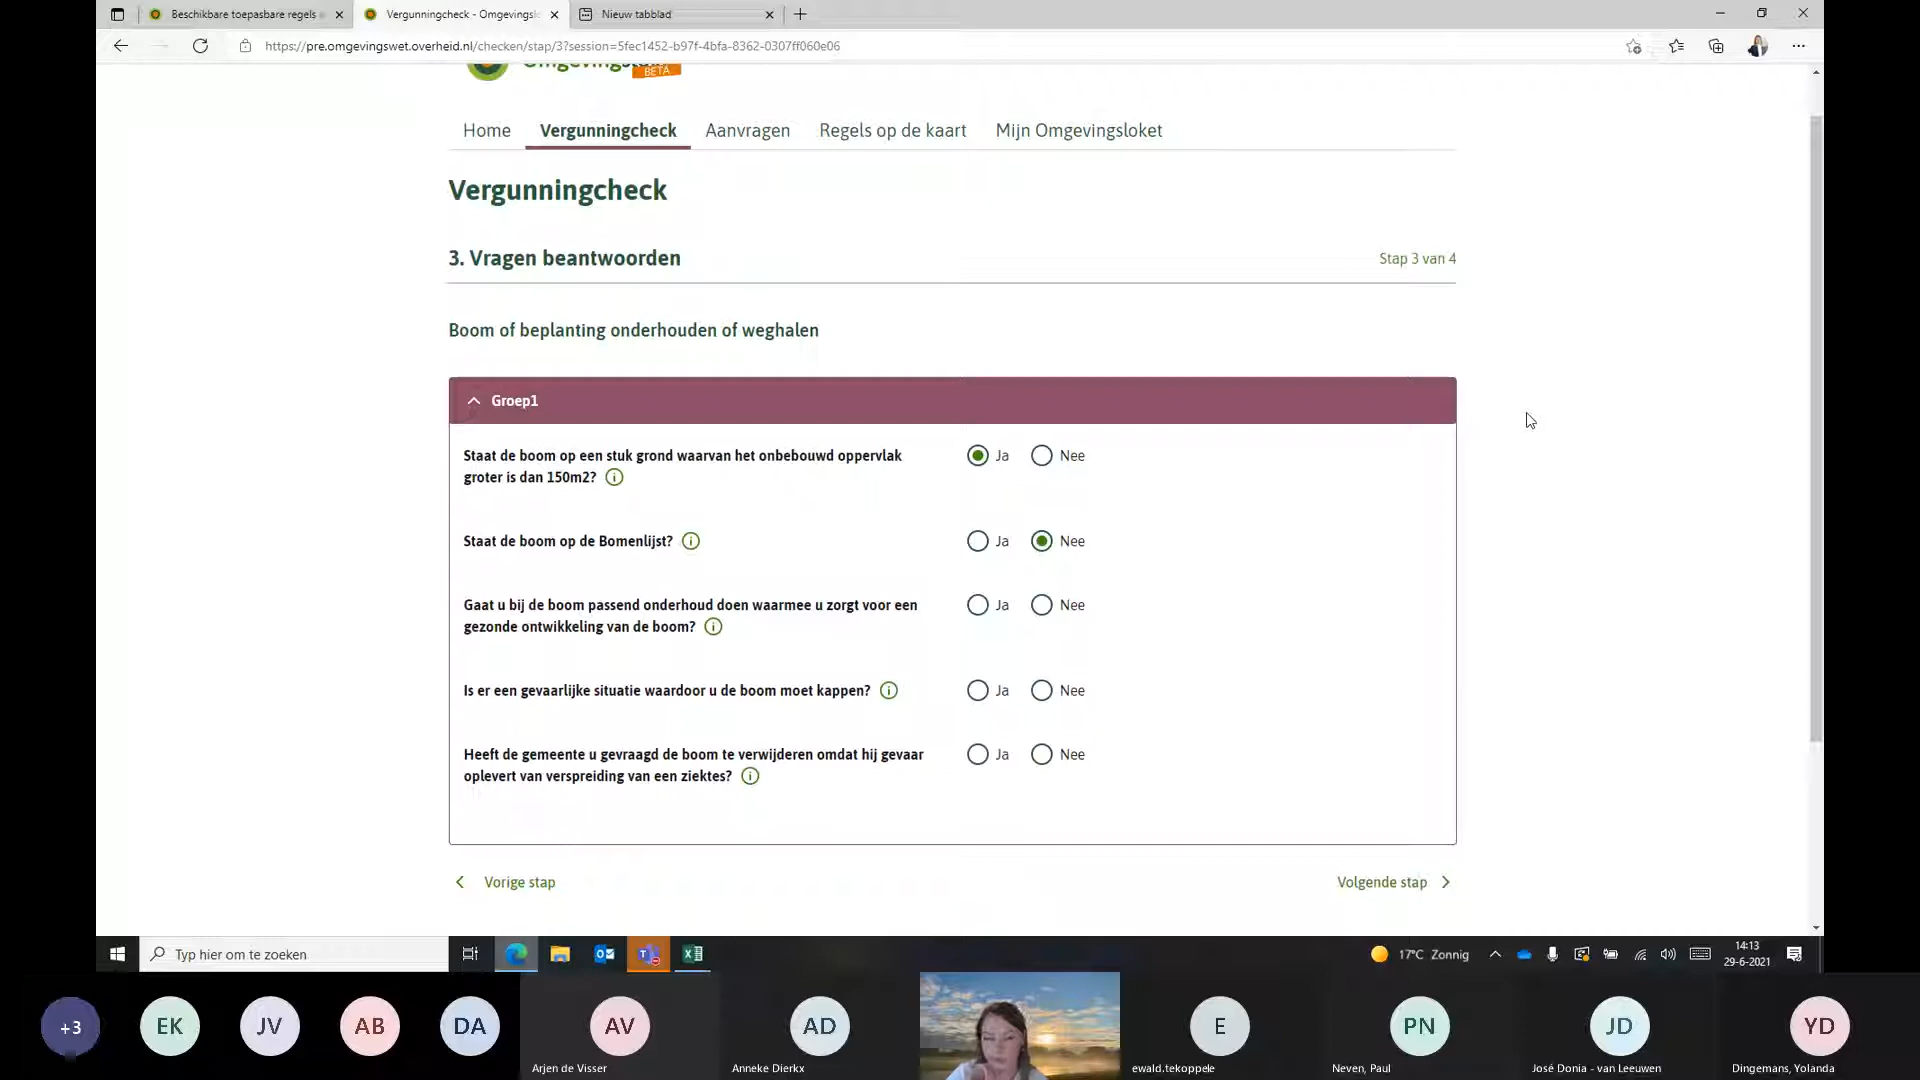 Beschikbare toepasbare regels
Vergunningcheck - Omgevingslo
Nieuw tabblad
https://pre.omgevingswet.overheid.nl/checken/stap/3?session=5fec1452-b97f-4bfa-8362-0307ff060e06
BETA
Home
Vergunningcheck
Aanvragen
Regels op de kaart
Mijn Omgevingsloket
Vergunningcheck
3. Vragen beantwoorden
Stap 3 van 4
Boom of beplanting onderhouden of weghalen
Groep1
Staat de boom op een stuk grond waarvan het onbebouwd oppervlak
groter is dan 150m2?
Ja
Nee
Staat de boom op de Bomenlijst?
Ja
Nee
Gaat u bij de boom passend onderhoud doen waarmee u zorgt voor een
gezonde ontwikkeling van de boom?
Ja
Nee
Is er een gevaarlijke situatie waardoor u de boom moet kappen?
Ja
Nee
Heeft de gemeente u gevraagd de boom te verwijderen omdat hij gevaar
oplevert van verspreiding van een ziektes?
Ja
Nee
Vorige stap
Volgende stap
Typ hier om te zoeken
17°C Zonnig
14:13
29-6-2021
+3
EK
JV
AB
DA
AV
AD
E
PN
JD
YD
Arjen de Visser
Anneke Dierkx
ewald.tekoppele
Neven, Paul
José Donia - van Leeuwen
Dingemans, Yolanda